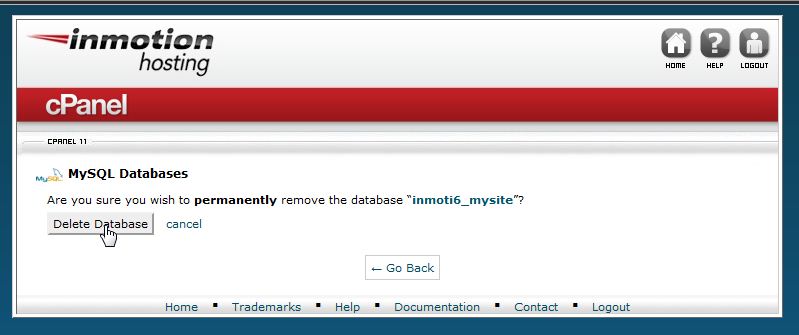 inmotion
hosting
HOME HELP LOGOUT
cPanel
CPANEL 11
MySQL MySQL Databases
Are you sure you wish to permanently remove the database “inmoti6_mysite”?
Delete Database cancel
← Go Back
Home ▪ Trademarks ▪ Help ▪ Documentation ▪ Contact ▪ Logout